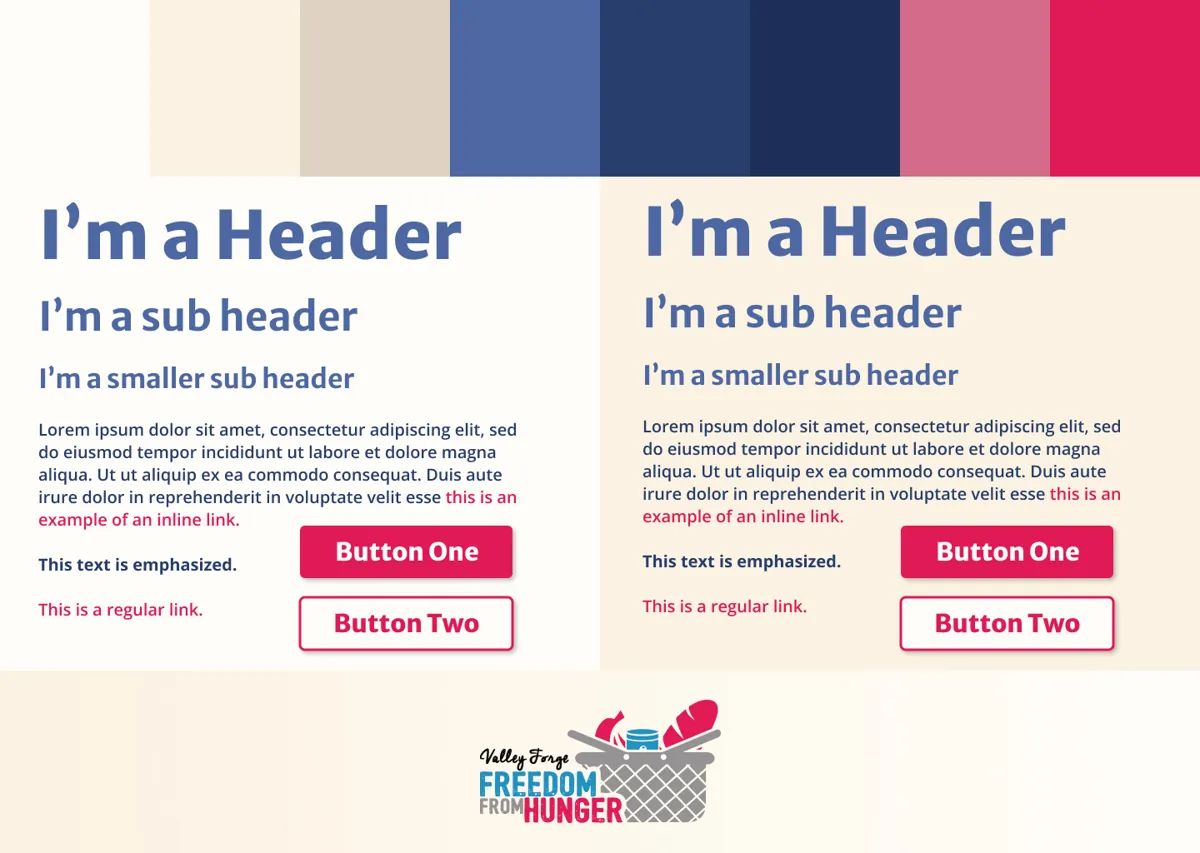 I'm a Header
I'm a sub header
I'm a smaller sub header
Lorem ipsum dolor sit amet, consectetur adipiscing elit, sed
do eiusmod tempor incididunt ut labore et dolore magna
aliqua. Ut ut aliquip ex ea commodo consequat. Duis aute
irure dolor in reprehenderit in voluptate velit esse this is an
example of an inline link.
This text is emphasized.
This is a regular link.
Button One
Button Two
I'm a Header
I'm a sub header
I'm a smaller sub header
Lorem ipsum dolor sit amet, consectetur adipiscing elit, sed
do eiusmod tempor incididunt ut labore et dolore magna
aliqua. Ut ut aliquip ex ea commodo consequat. Duis aute
irure dolor in reprehenderit in voluptate velit esse this is an
example of an inline link.
This text is emphasized.
This is a regular link.
Button One
Button Two
Valley Forge
FREEDOM
FROM HUNGER